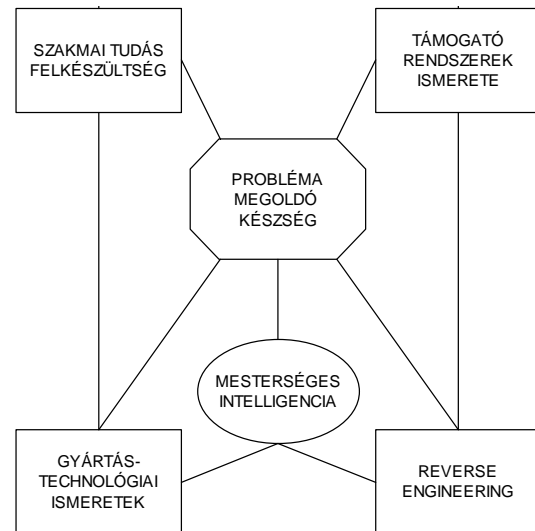 SZAKMAI TUDÁS
FELKÉSZÜLTSÉG
TÁMOGATÓ
RENDSZEREK
ISMERETE
PROBLÉMA
MEGOLDÓ
KÉSZSÉG
MESTERSÉGES
INTELLIGENCIA
GYÁRTÁS-
TECHNOLÓGIAI
ISMERETEK
REVERSE
ENGINEERING